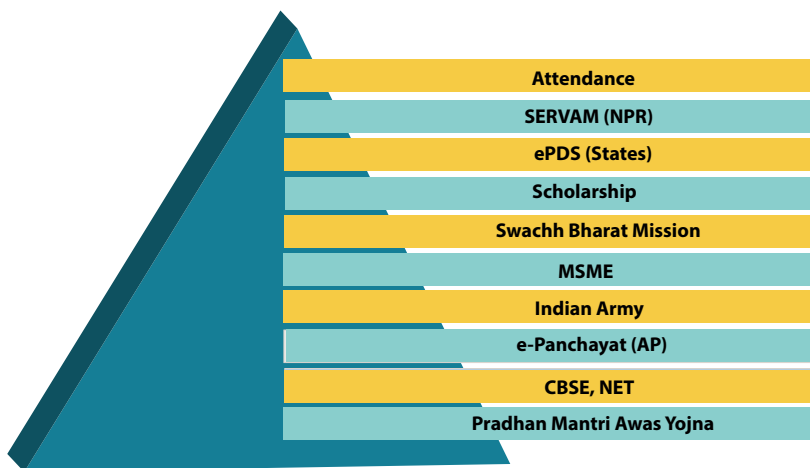 Attendance
SERVAM (NPR)
ePDS (States)
Scholarship
Swachh Bharat Mission
MSME
Indian Army
e-Panchayat (AP)
CBSE, NET
Pradhan Mantri Awas Yojna